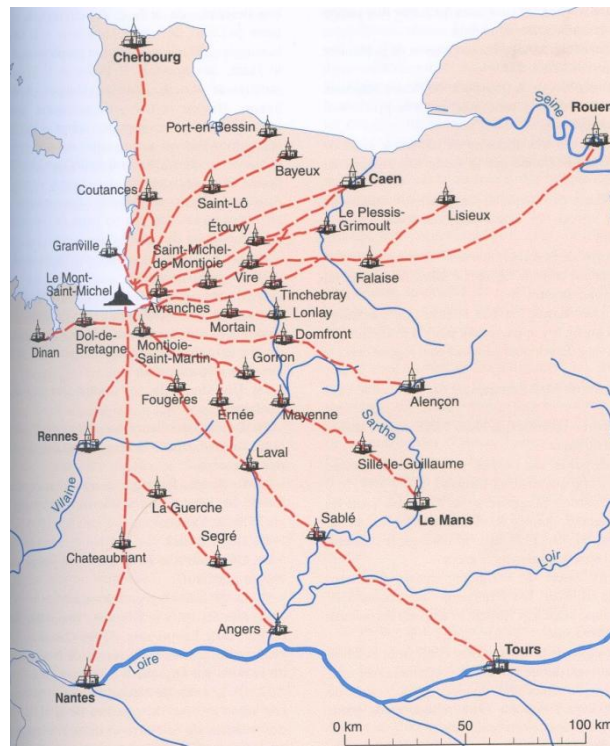 Cherbourg
Port-en-Bessin
Seine
Rouen
Bayeux
Caen
Coutances
Saint-Lô
Étouvy
Le Plessis-
Grimoult
Lisieux
Granville
Saint-Michel-
de-Montjoie
Vire
Falaise
Le Mont-
Saint-Michel
Avranches
Tinchebray
Mortain
Lonlay
Dinan
Dol-de-
Bretagne
Montjoie-
Saint-Martin
Domfront
Gorron
Fougères
Ernée
Mayenne
Alençon
Sarthe
Rennes
Laval
Sillé-le-Guillaume
Vilaine
La Guerche
Sablé
Le Mans
Chateaubriant
Segré
Loir
Angers
Loire
Tours
Nantes
0 km
50
100 km